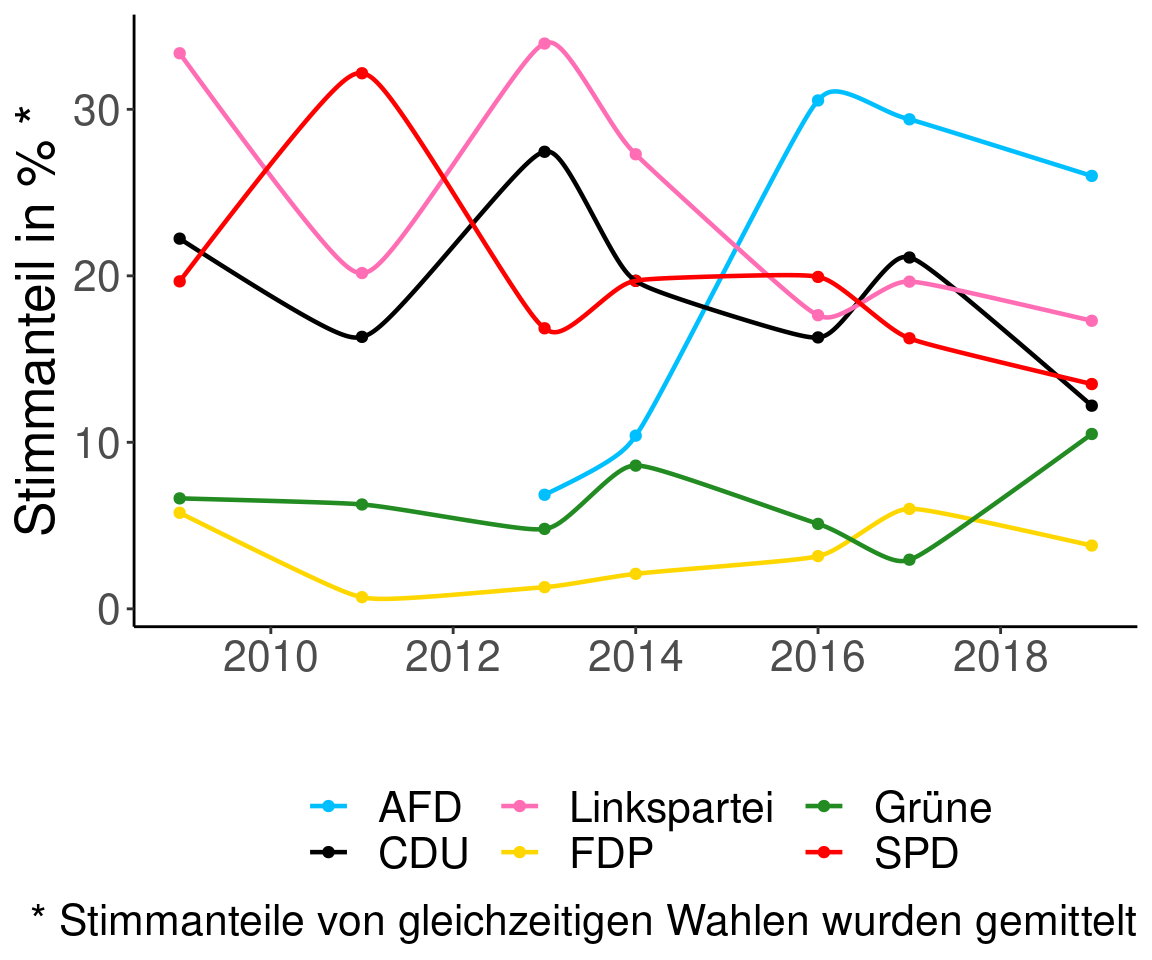 Stimmanteil in % *
30
20
10
0
2010 2012 2014 2016 2018
AFD Linkspartei Grüne
CDU FDP SPD
* Stimmanteile von gleichzeitigen Wahlen wurden gemittelt